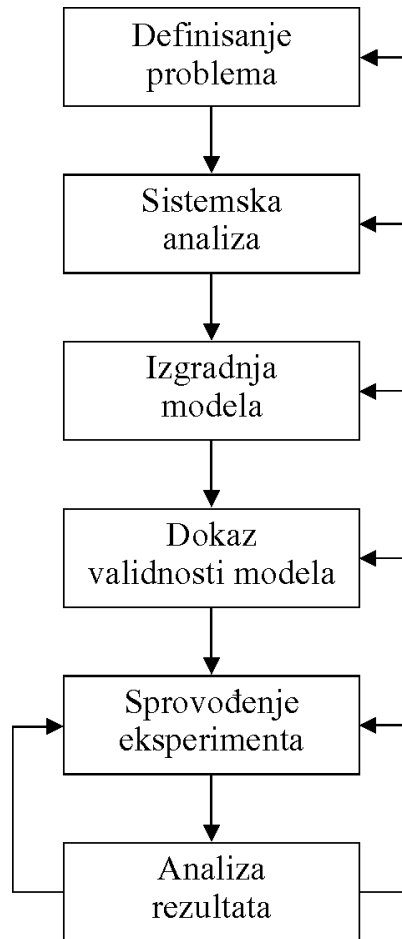 Definisanje
problema
Sistemska
analiza
Izgradnja
modela
Dokaz
validnosti modela
Sprovođenje
eksperimenta
Analiza
rezultata